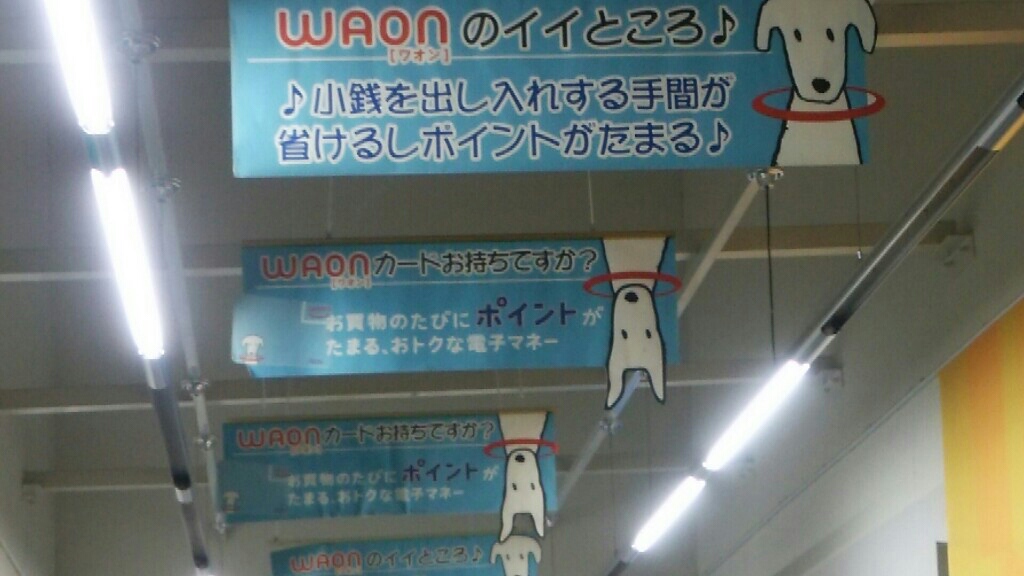 WAONのイイところ♪
[ワオン]
♪小銭を出し入れする手間が
省けるしポイントがたまる♪
WAONカートお持ちですか?
[ワオン]
お買物のたびにポイントが
たまる、おトクな電子マネー
WAONカートお持ちですか?
お買物のたびにポイントが
たまる、おトクな電子マネー
WAONのイイところ♪